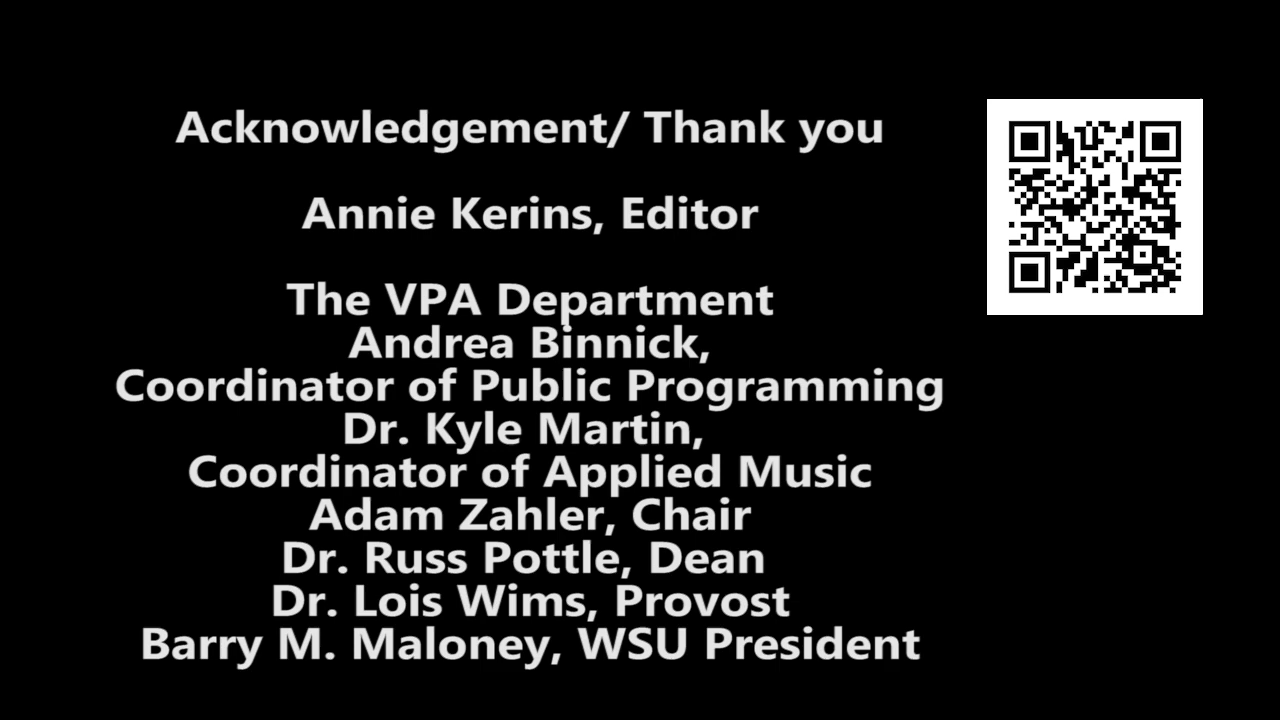 Acknowledgement/ Thank you
Annie Kerins, Editor
The VPA Department
Andrea Binnick,
Coordinator of Public Programming
Dr. Kyle Martin,
Coordinator of Applied Music
Adam Zahler, Chair
Dr. Russ Pottle, Dean
Dr. Lois Wims, Provost
Barry M. Maloney, WSU President